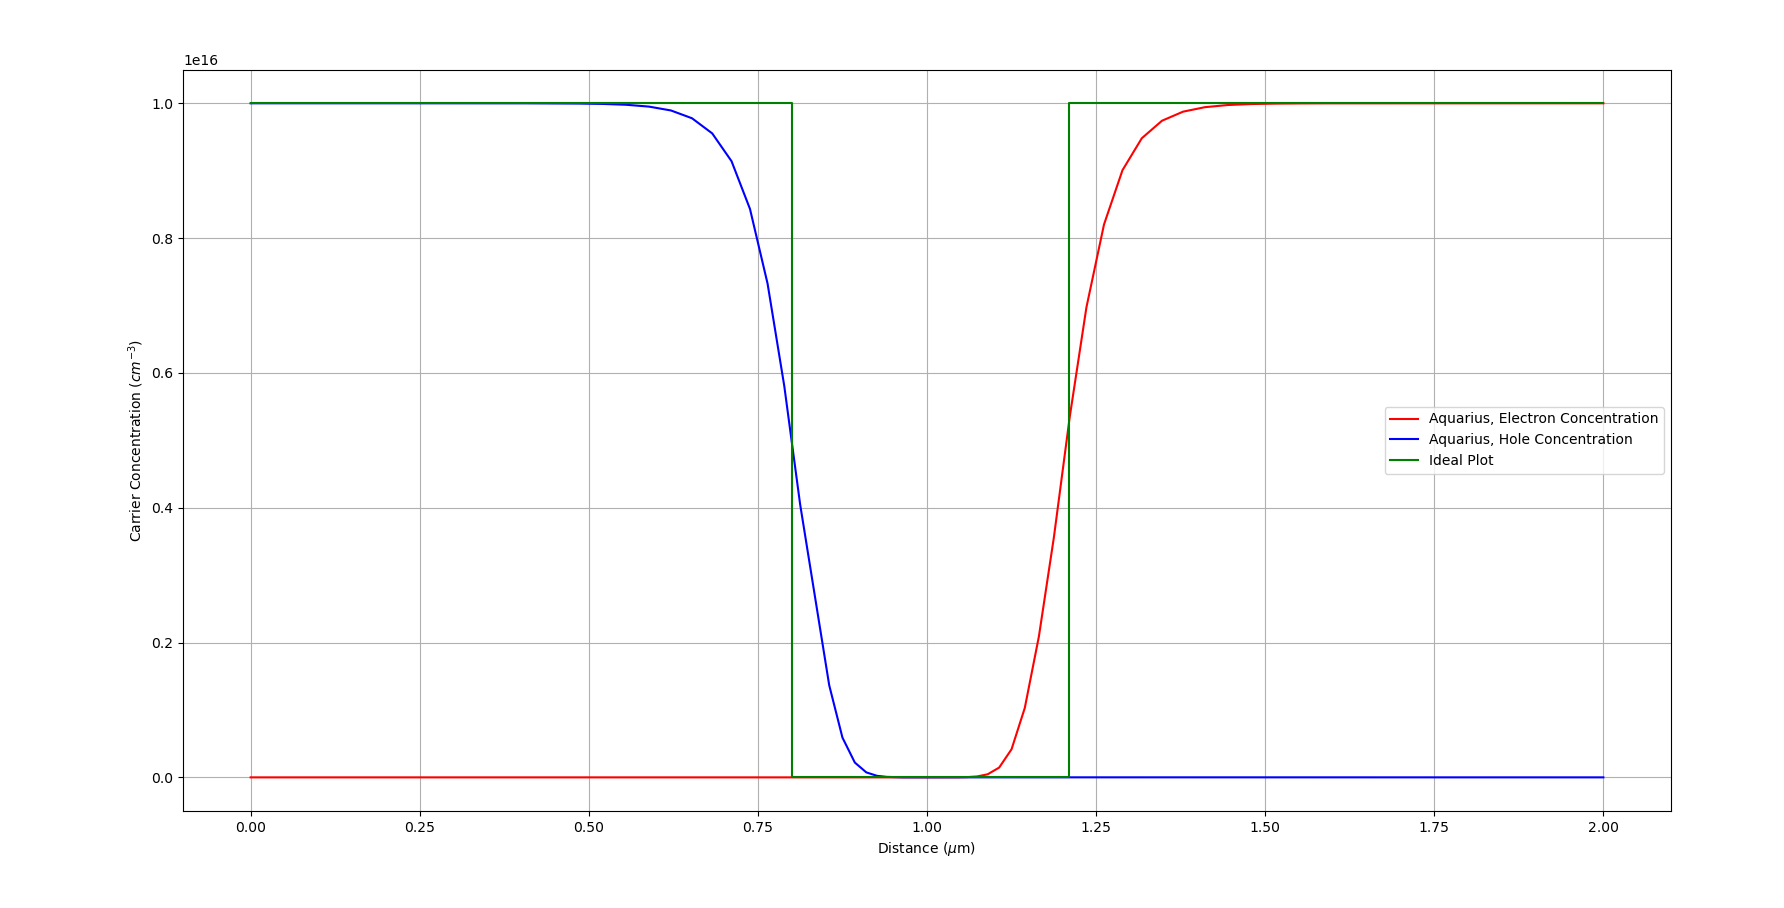 1e16
1.0
0.8
0.6
0.4
0.2
0.0
Carrier Concentration (cm⁻³)
Aquarius, Electron Concentration
Aquarius, Hole Concentration
Ideal Plot
0.00 0.25 0.50 0.75 1.00 1.25 1.50 1.75 2.00
Distance (μm)